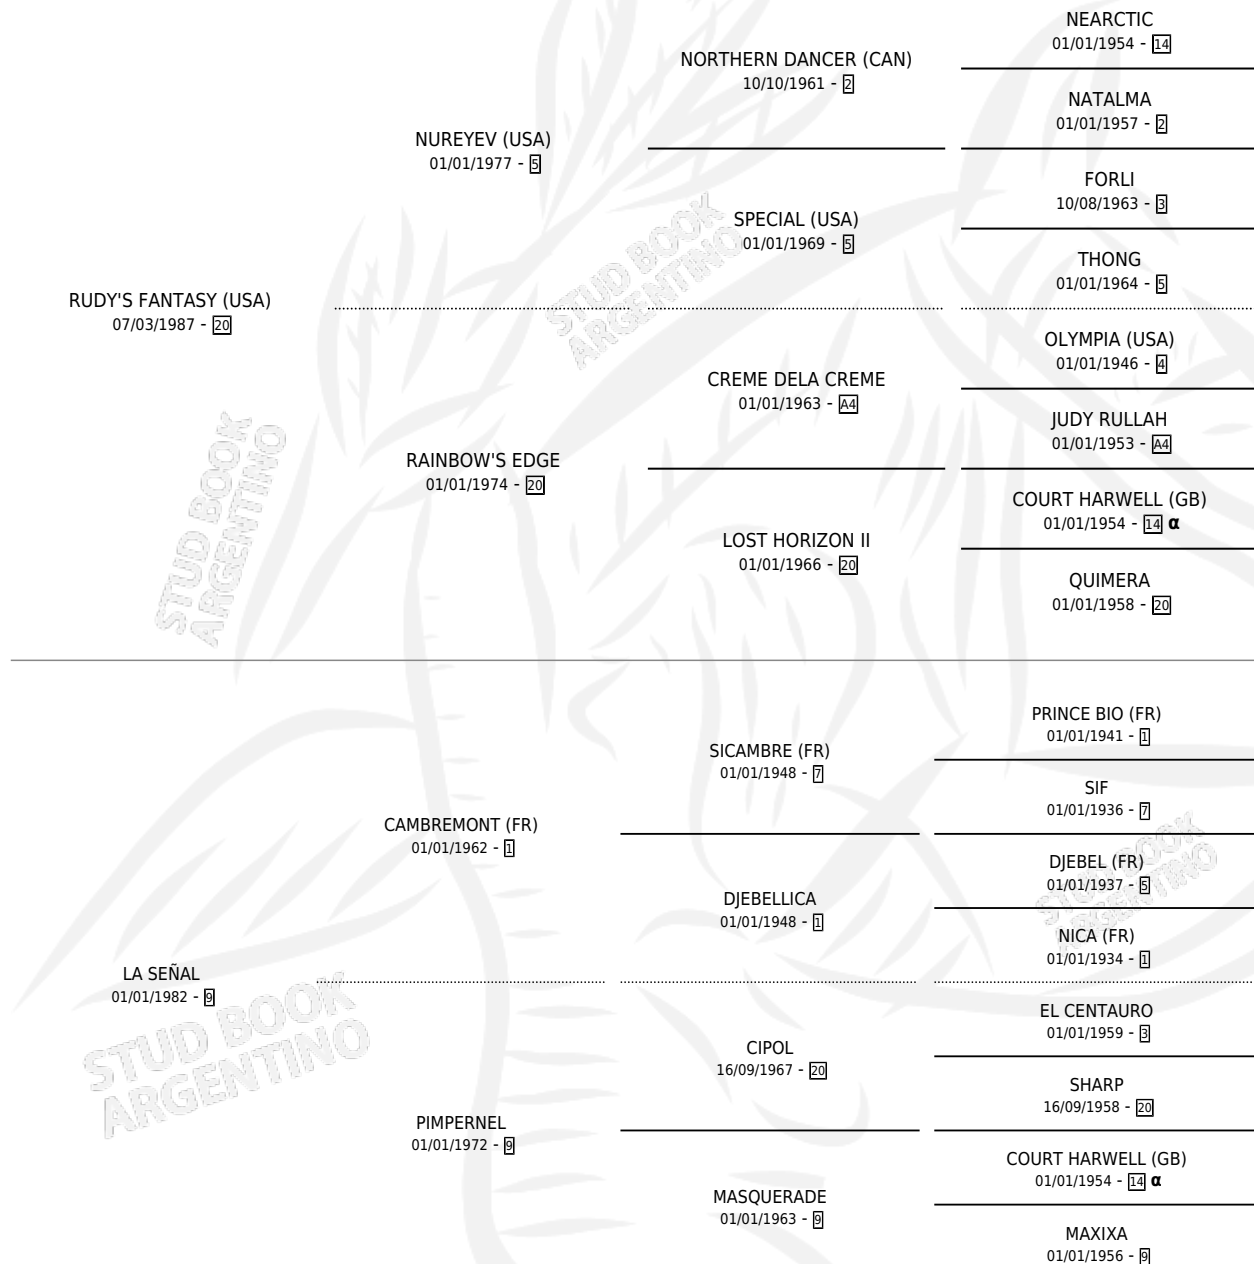 NEARCTIC
01/01/1954 - 14
NORTHERN DANCER (CAN)
10/10/1961 - 2
NATALMA
01/01/1957 - 2
NUREYEV (USA)
01/01/1977 - 5
FORLI
10/08/1963 - 3
SPECIAL (USA)
01/01/1969 - 5
STUD BOOK
ARGENTINO
THONG
01/01/1964 - 5
RUDY'S FANTASY (USA)
07/03/1987 - 20
OLYMPIA (USA)
01/01/1946 - 4
CREME DELA CREME
01/01/1963 - A4
JUDY RULLAH
01/01/1953 - A4
RAINBOW'S EDGE
01/01/1974 - 20
STUD BOOK
ARGENTINO
COURT HARWELL (GB)
01/01/1954 - 14 α
LOST HORIZON II
01/01/1966 - 20
QUIMERA
01/01/1958 - 20
PRINCE BIO (FR)
01/01/1941 - 1
SICAMBRE (FR)
01/01/1948 - 7
SIF
01/01/1936 - 7
CAMBREMONT (FR)
01/01/1962 - 1
DJEBEL (FR)
01/01/1937 - 5
STUD BOOK
ARGENTINO
DJEBELLICA
01/01/1948 - 1
NICA (FR)
01/01/1934 - 1
LA SEÑAL
01/01/1982 - 9
STUD BOOK
ARGENTINO
EL CENTAURO
01/01/1959 - 3
CIPOL
16/09/1967 - 20
SHARP
16/09/1958 - 20
PIMPERNEL
01/01/1972 - 9
COURT HARWELL (GB)
01/01/1954 - 14 α
MASQUERADE
01/01/1963 - 9
MAXIXA
01/01/1956 - 9